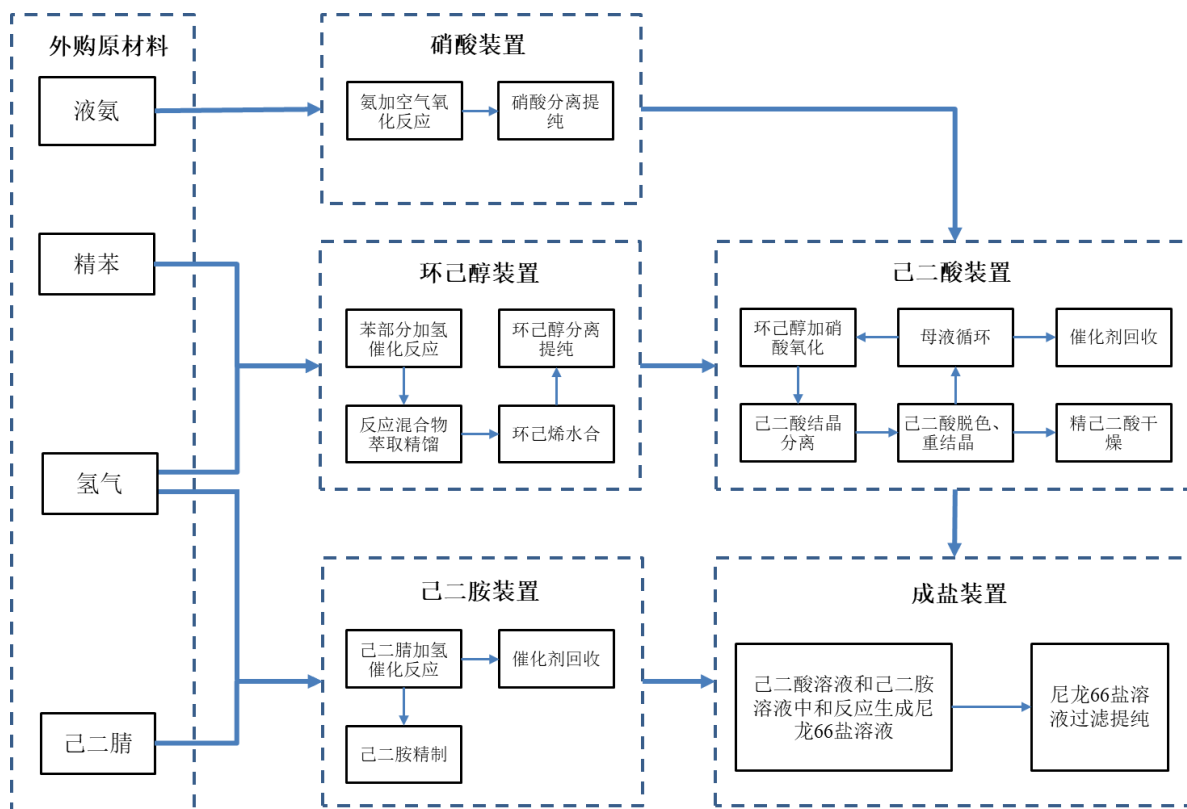 外购原材料
液氨
精苯
氢气
己二腈
硝酸装置
氨加空气氧
化反应
硝酸分离提
纯
环己醇装置
苯部分加氢
催化反应
环己醇分离
提纯
反应混合物
萃取精馏
环己烯水合
己二酸装置
环己醇加硝
酸氧化
母液循环
催化剂回收
己二酸结晶
分离
己二酸脱色、
重结晶
精己二酸干
燥
己二胺装置
己二腈加氢
催化反应
催化剂回收
己二胺精制
成盐装置
己二酸溶液和己二胺
溶液中和反应生成尼
龙66盐溶液
尼龙66盐溶
液过滤提纯